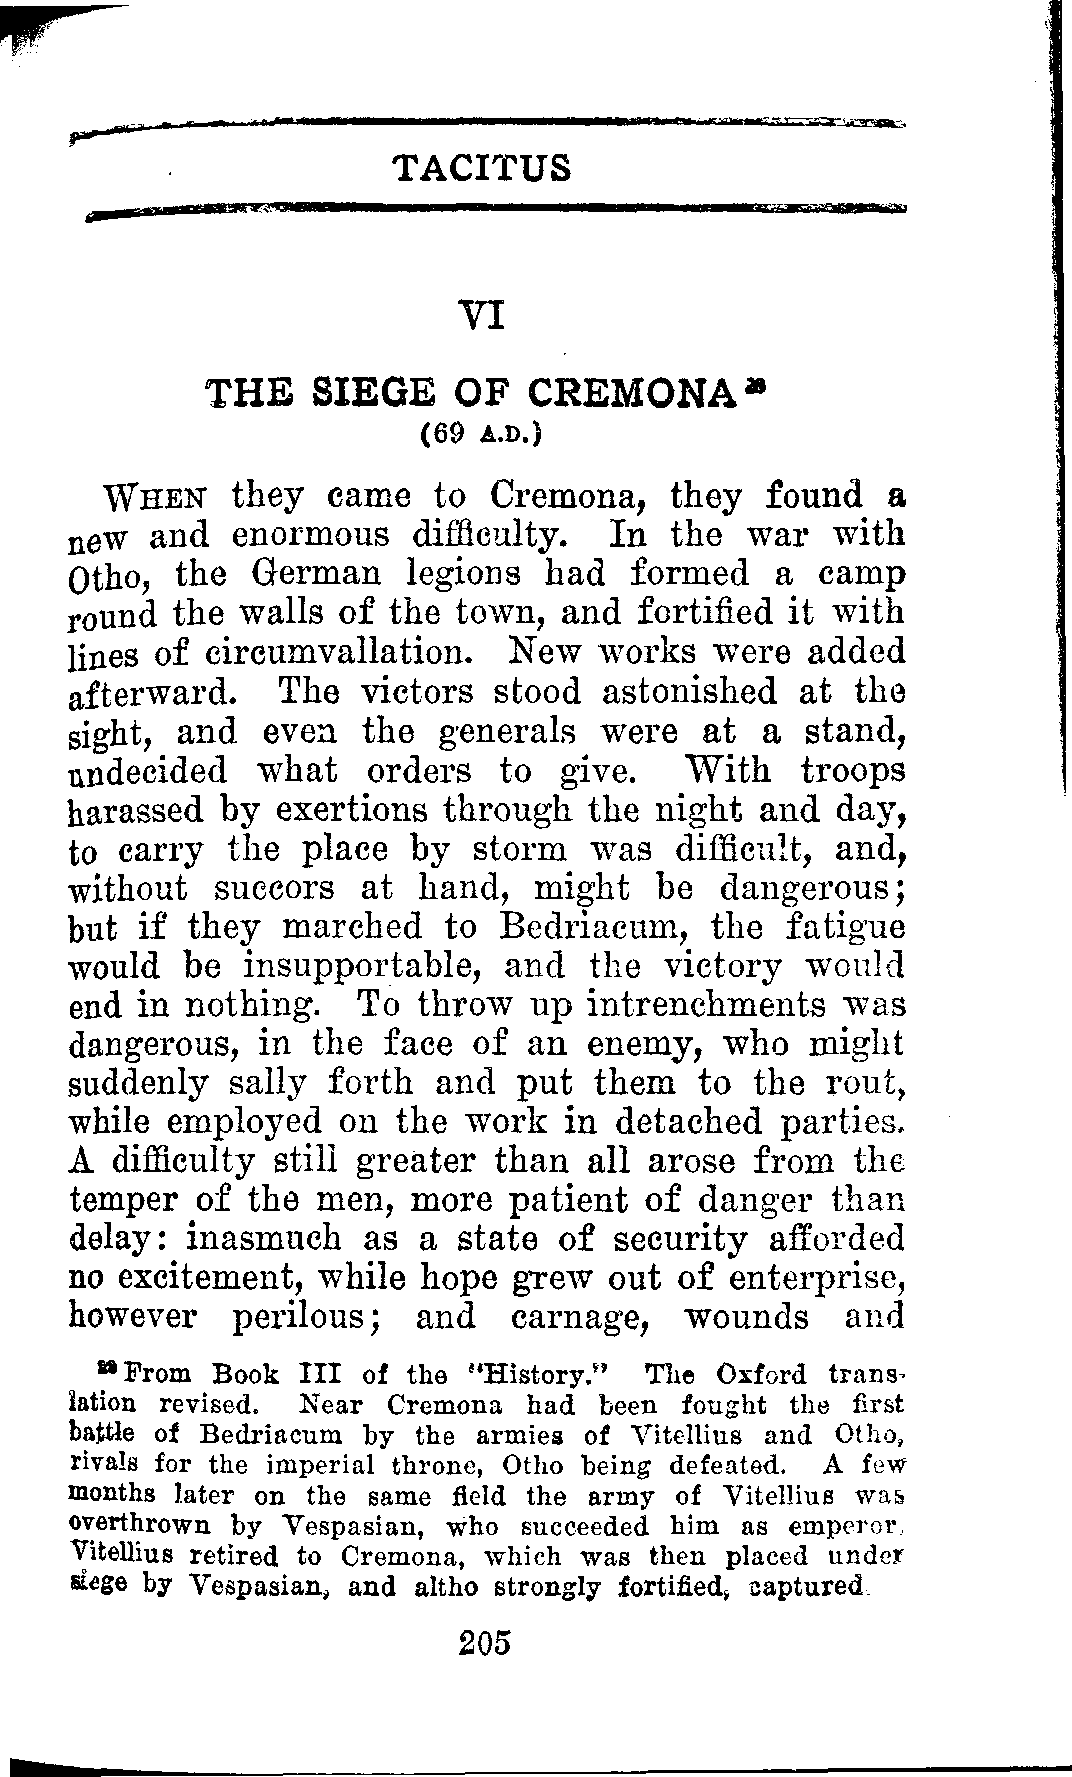 TACITUS
VI
THE SIEGE OF CREMONA
(69 A.D.)
WHEN they came to Cremona, they found a
new and enormous difficulty. In the war with
Otho, the German legions had formed a camp
round the walls of the town, and fortified it with
lines of circumvallation. New works were added
afterward. The victors stood astonished at the
sight, and even the generals were at a stand,
undecided what orders to give. With troops
harassed by exertions through the night and day,
to carry the place by storm was difficult, and,
without succors at hand, might be dangerous;
but if they marched to Bedriacum, the fatigue
would be insupportable, and the victory would
end in nothing. To throw up intrenchments was
dangerous, in the face of an enemy, who might
suddenly sally forth and put them to the rout,
while employed on the work in detached parties.
A difficulty still greater than all arose from the
temper of the men, more patient of danger than
delay: inasmuch as a state of security afforded
no excitement, while hope grew out of enterprise,
however perilous; and carnage, wounds and
From Book III of the "History." The Oxford trans-
lation revised. Near Cremona had been fought the first
battle of Bedriacum by the armies of Vitellius and Otho,
rivals for the imperial throne, Otho being defeated. A few
months later on the same field the army of Vitellius was
overthrown by Vespasian, who succeeded him as emperor.
Vitellius retired to Cremona, which was then placed under
siege by Vespasian, and altho strongly fortified, captured.
205